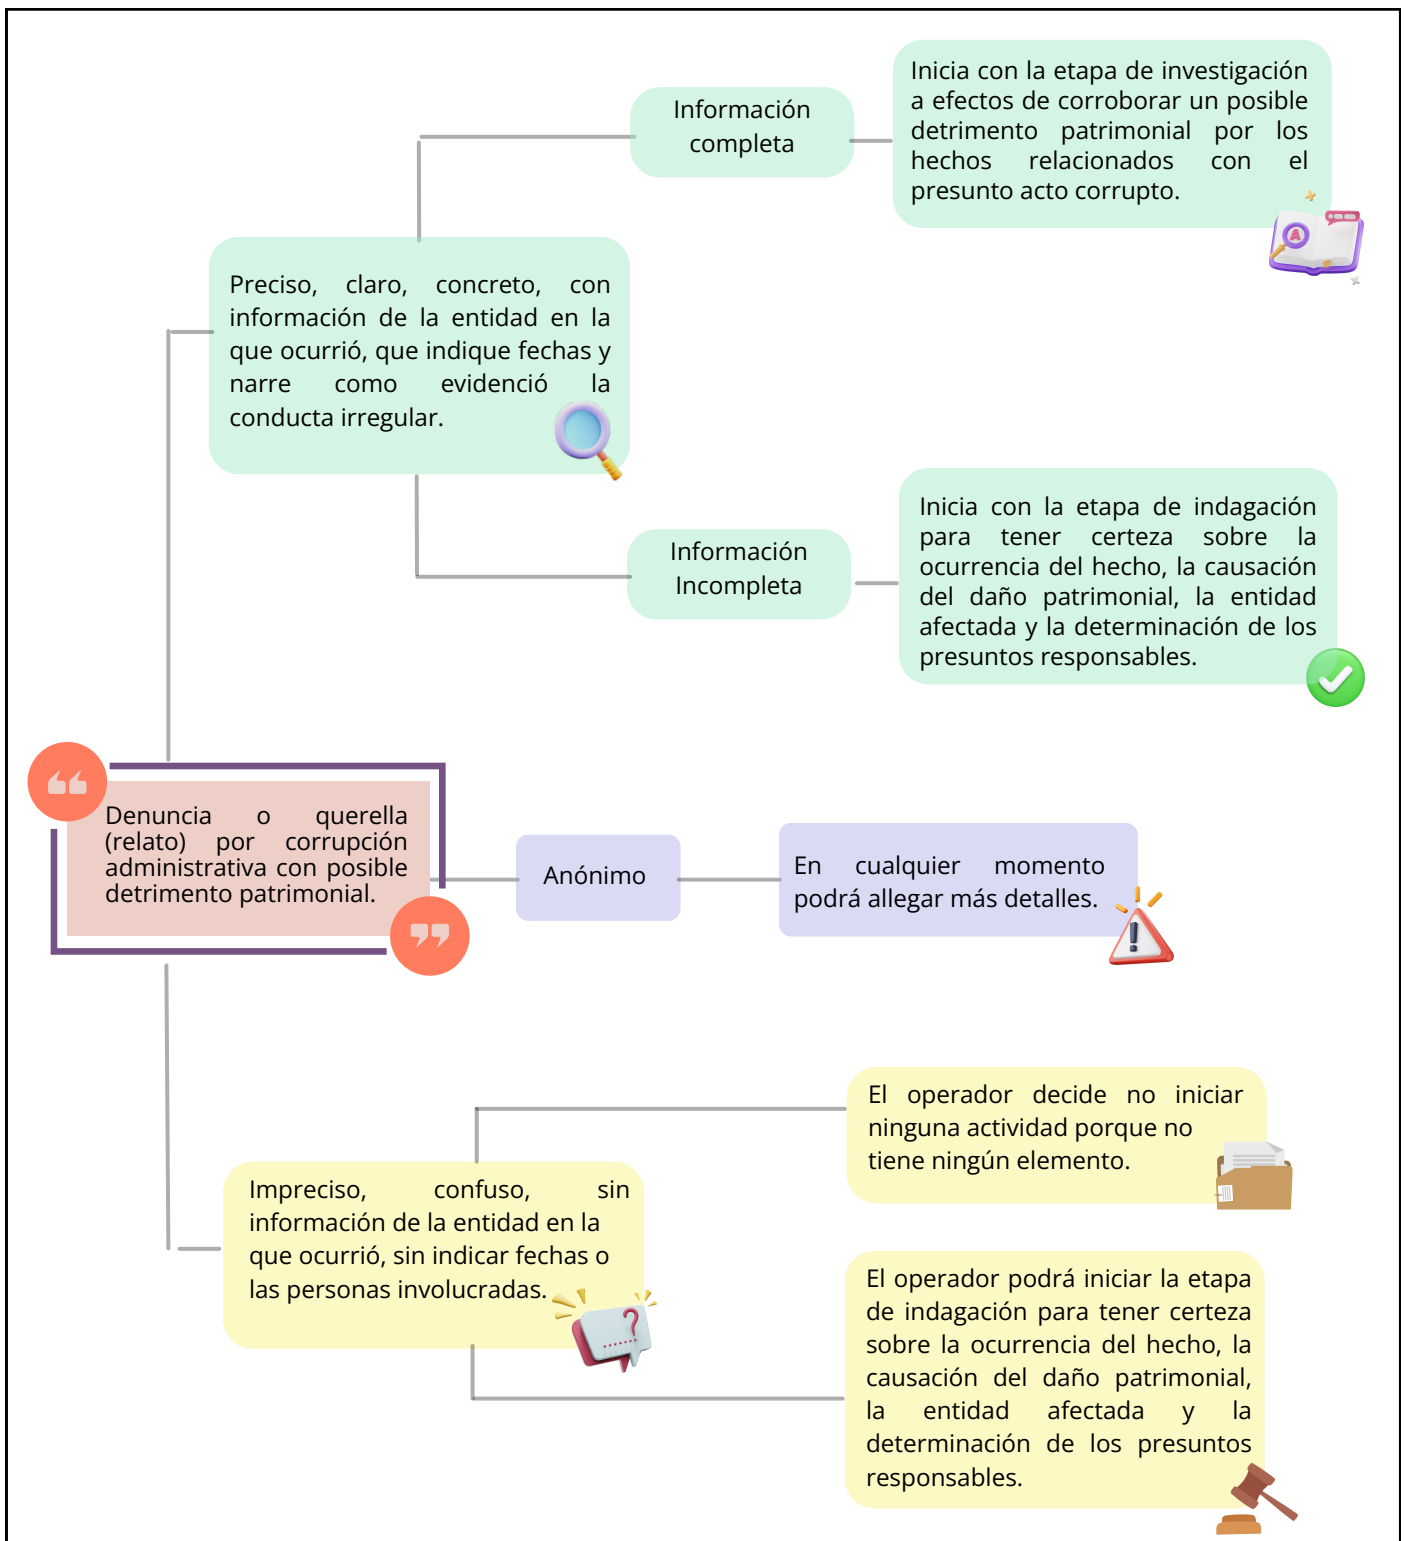 Información
completa
Inicia con la etapa de investigación
a efectos de corroborar un posible
detrimento patrimonial por los
hechos relacionados con el
presunto acto corrupto.
A
Preciso, claro, concreto, con
información de la entidad en la
que ocurrió, que indique fechas y
narre como evidenció la
conducta irregular.
Información
Incompleta
Inicia con la etapa de indagación
para tener certeza sobre la
ocurrencia del hecho, la causación
del daño patrimonial, la entidad
afectada y la determinación de los
presuntos responsables.
Denuncia o querella
(relato) por corrupción
administrativa con posible
detrimento patrimonial.
Anónimo
En cualquier momento
podrá allegar más detalles.
Impreciso, confuso, sin
información de la entidad en la
que ocurrió, sin indicar fechas o
las personas involucradas.
El operador decide no iniciar
ninguna actividad porque no
tiene ningún elemento.
El operador podrá iniciar la etapa
de indagación para tener certeza
sobre la ocurrencia del hecho, la
causación del daño patrimonial,
la entidad afectada y la
determinación de los presuntos
responsables.